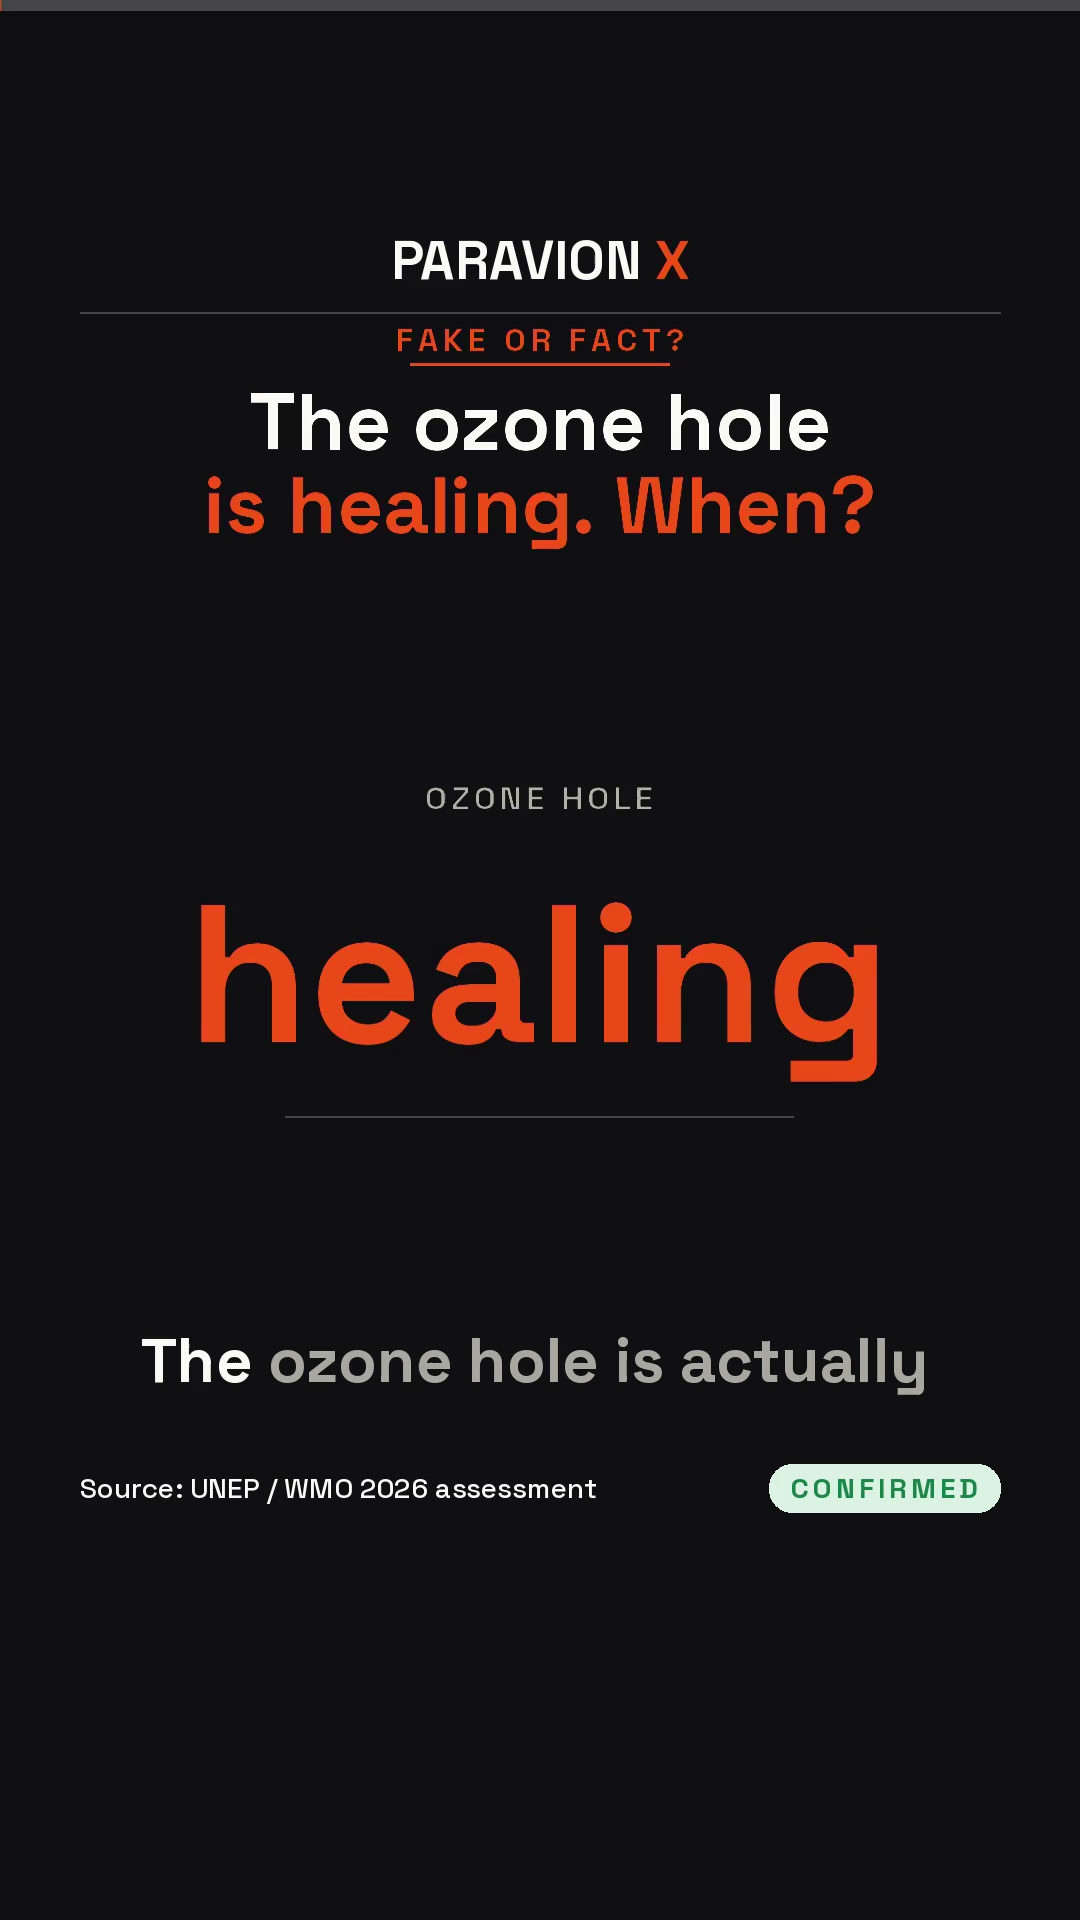 PARAVION X
FAKE OR FACT?
The ozone hole
is healing. When?
OZONE HOLE
healing
The ozone hole is actually
Source: UNEP / WMO 2026 assessment
CONFIRMED